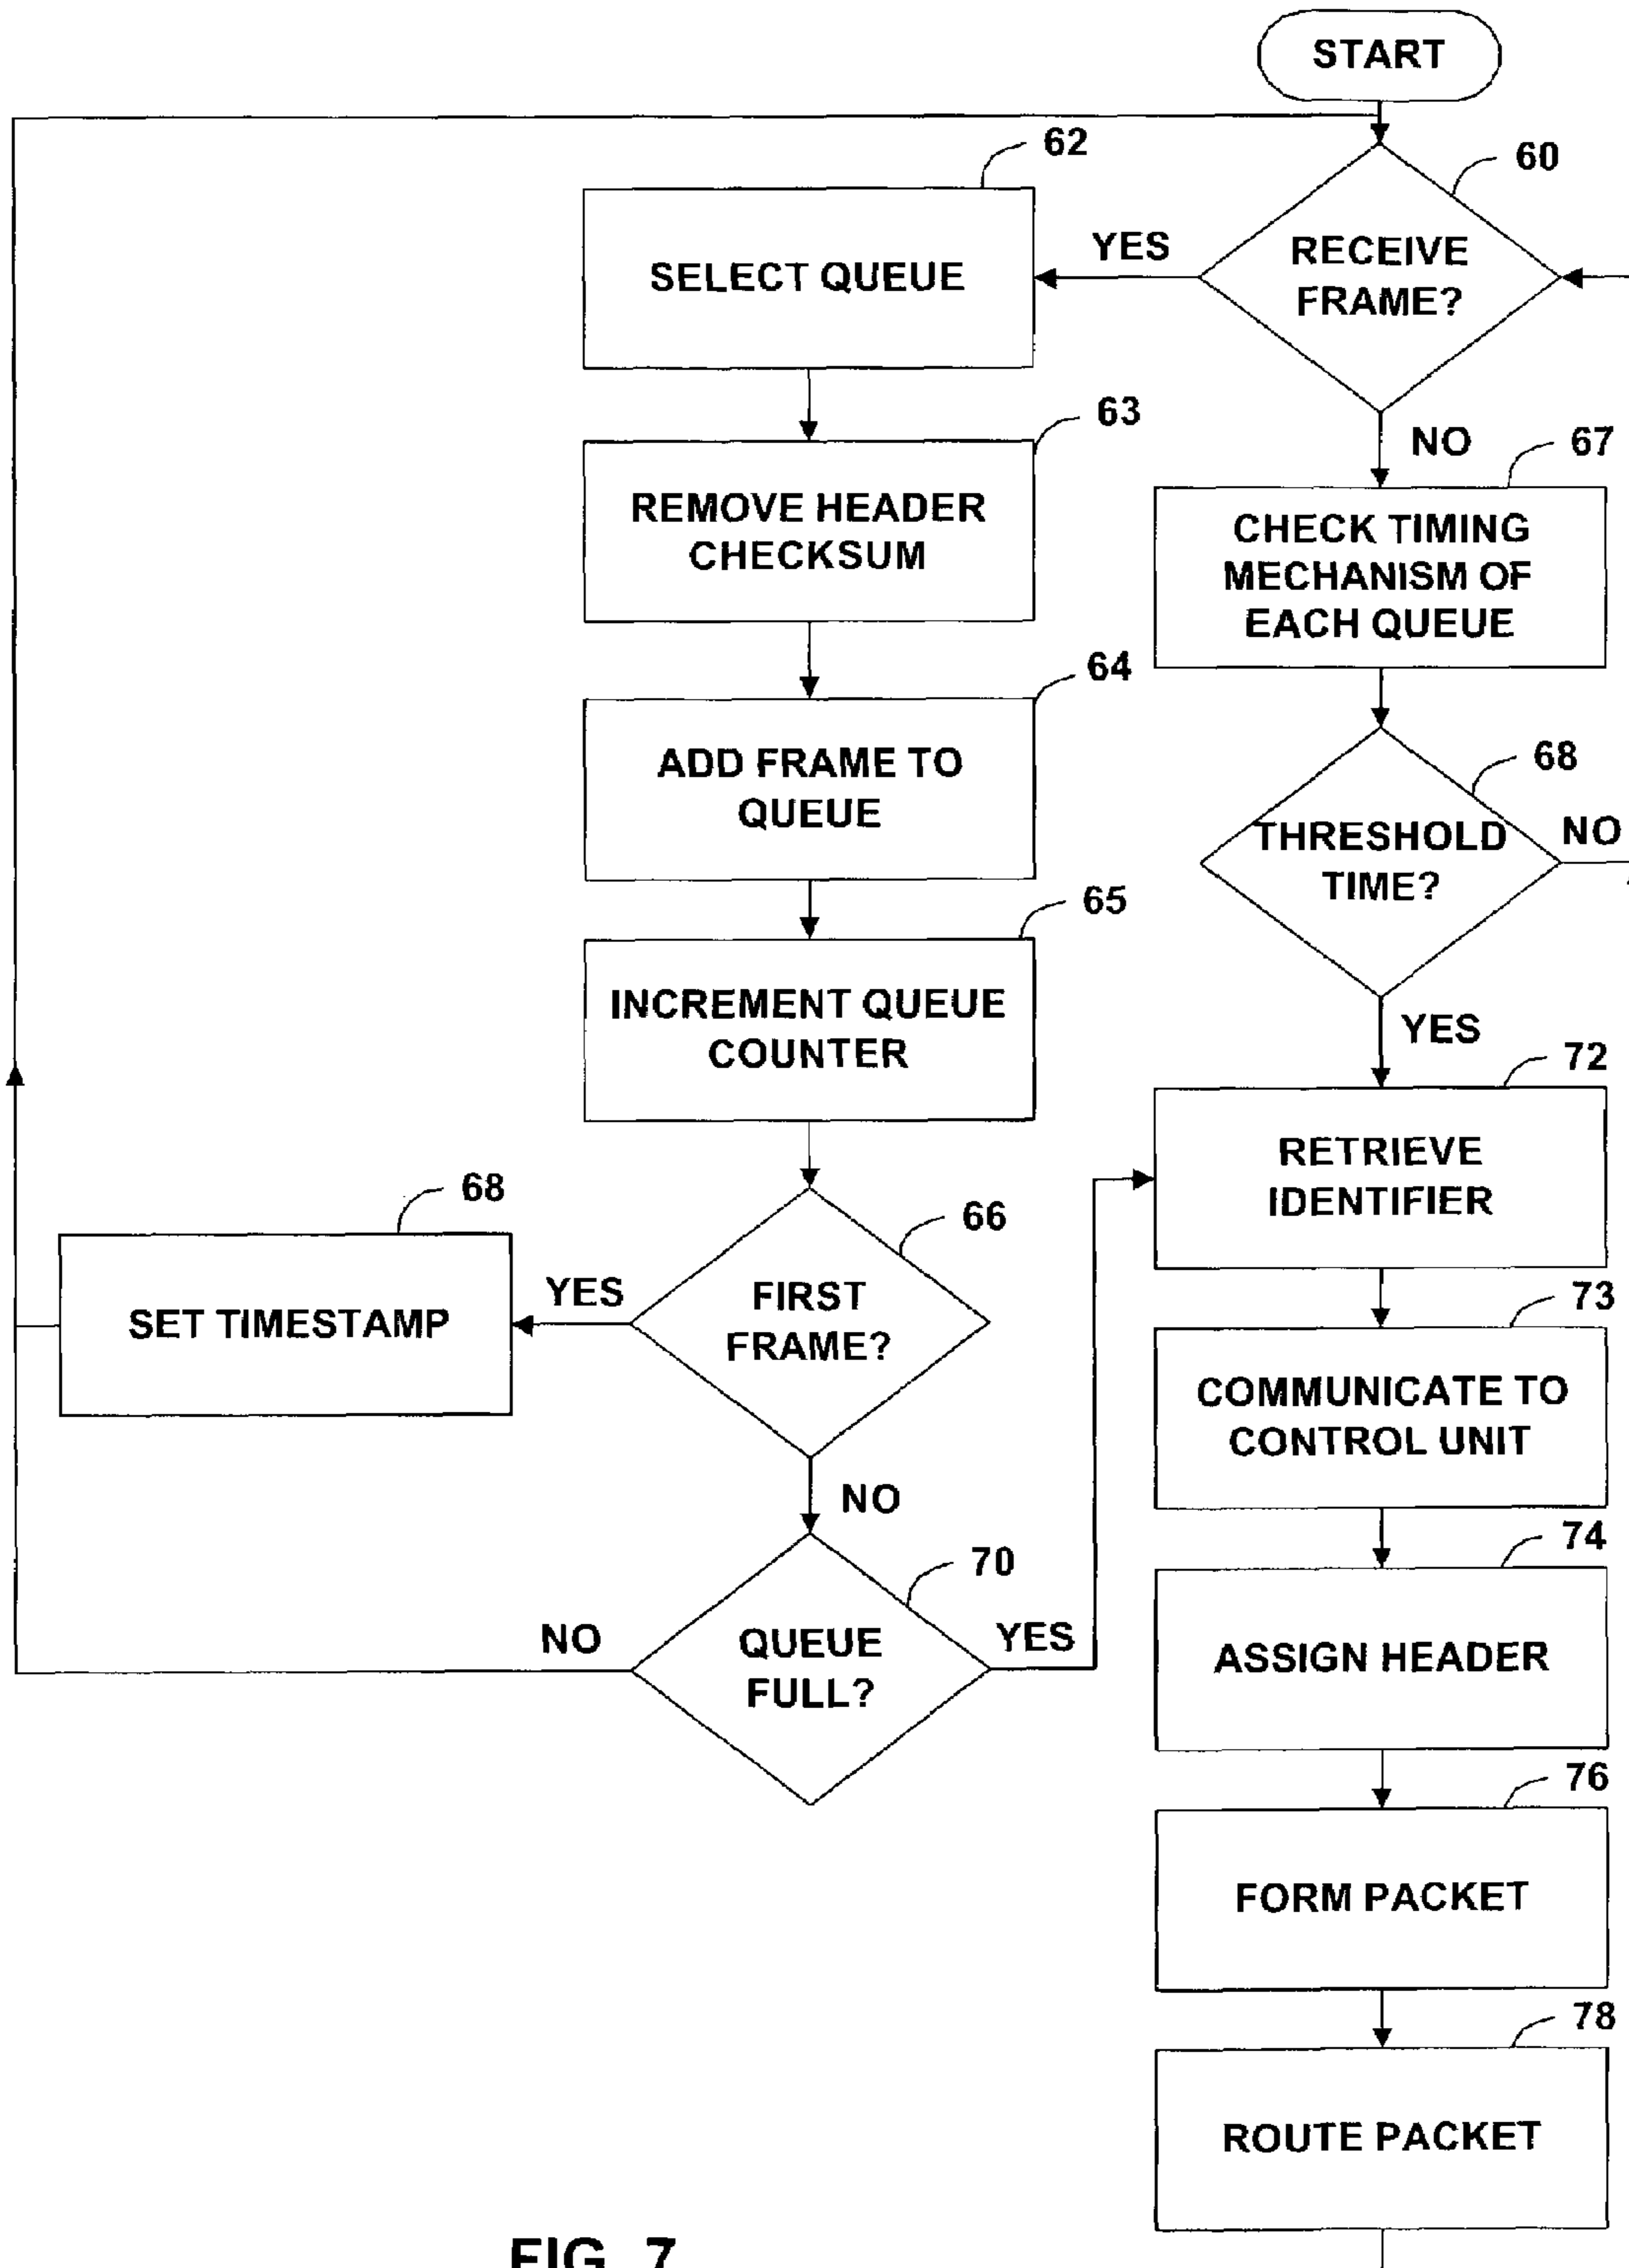 START
60
RECEIVE
FRAME?
YES
NO
62
SELECT QUEUE
63
REMOVE HEADER
CHECKSUM
64
ADD FRAME TO
QUEUE
65
INCREMENT QUEUE
COUNTER
66
FIRST
FRAME?
YES
NO
68
SET TIMESTAMP
70
QUEUE
FULL?
NO
YES
67
CHECK TIMING
MECHANISM OF
EACH QUEUE
68
THRESHOLD
TIME?
NO
YES
72
RETRIEVE
IDENTIFIER
73
COMMUNICATE TO
CONTROL UNIT
74
ASSIGN HEADER
76
FORM PACKET
78
ROUTE PACKET
FIG. 7